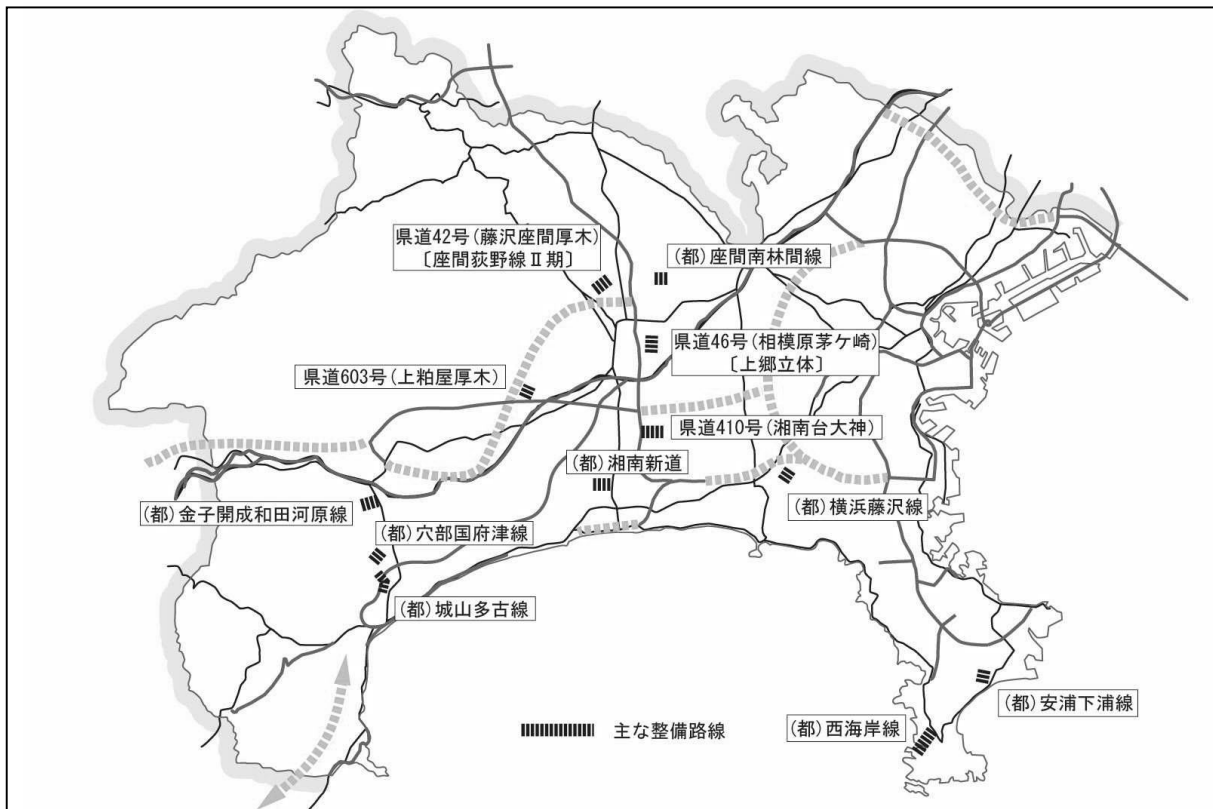 県道42号(藤沢座間厚木)
〔座間荻野線Ⅱ期〕
(都)座間南林間線
県道46号(相模原茅ケ崎)
〔上郷立体〕
県道603号(上粕屋厚木)
県道410号(湘南台大神)
(都)湘南新道
(都)金子開成和田河原線
(都)穴部国府津線
(都)横浜藤沢線
(都)城山多古線
(都)安浦下浦線
(都)西海岸線
主な整備路線